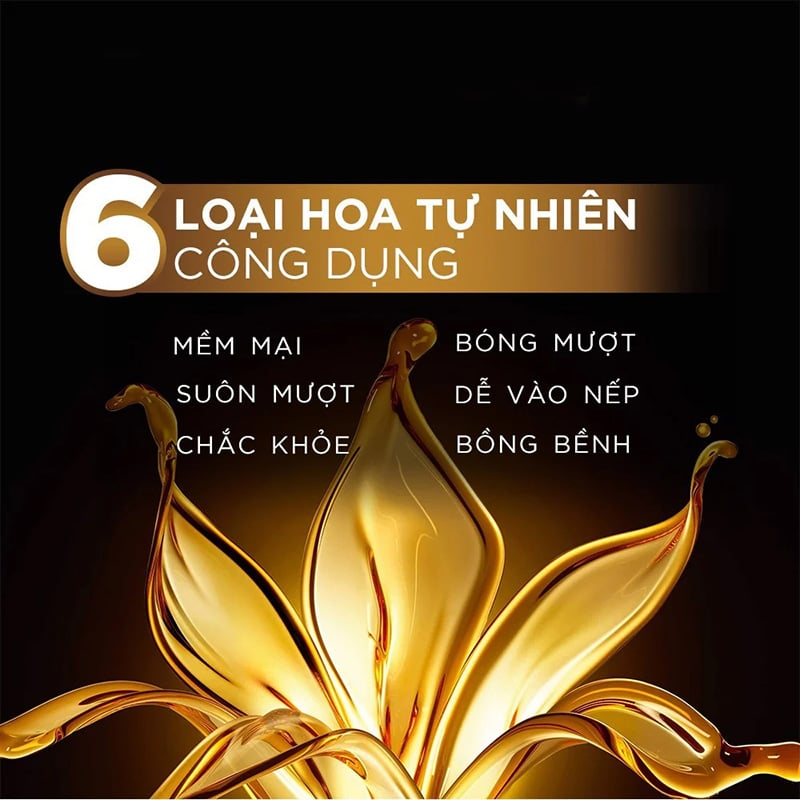 6
LOẠI HOA TỰ NHIÊN
CÔNG DỤNG
MỀM MẠI
SUÔN MƯỢT
CHẮC KHỎE
BÓNG MƯỢT
DỄ VÀO NẾP
BỒNG BỀNH